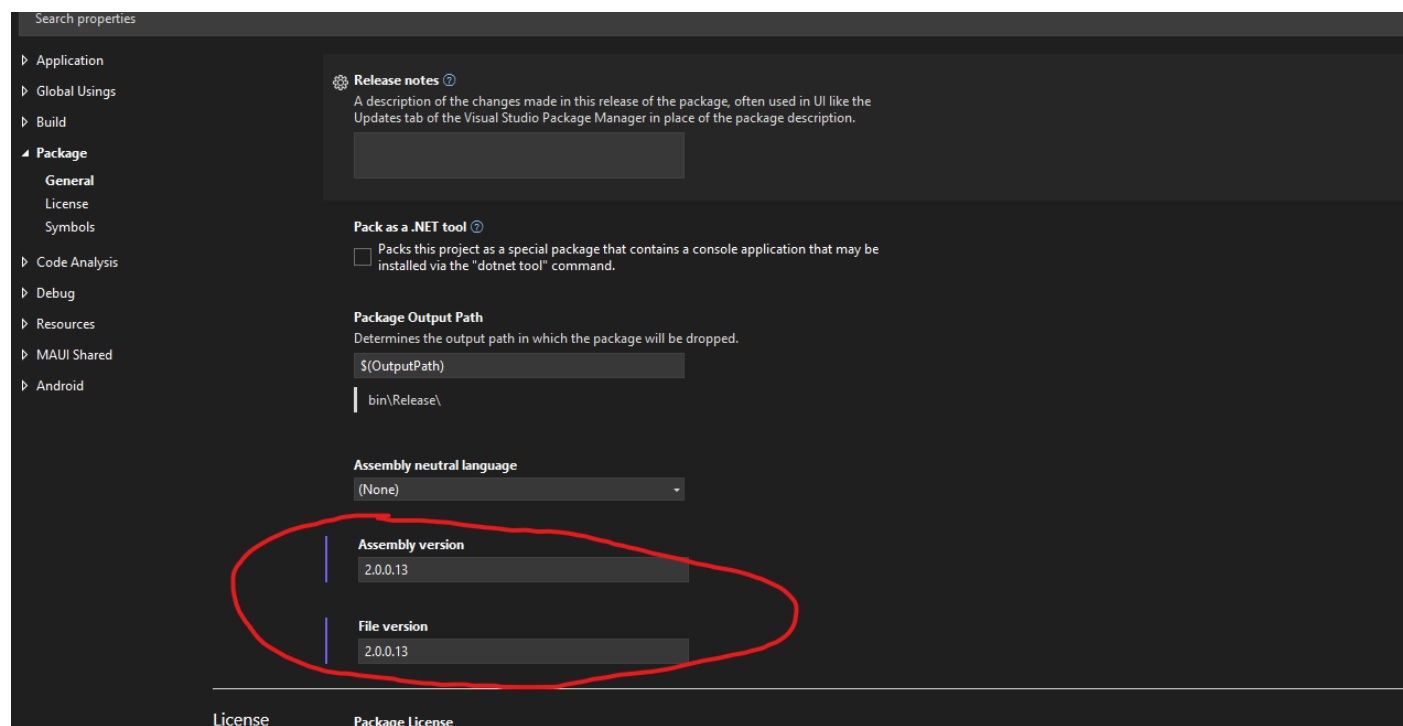 Search properties
Application
Global Usings
Build
Package
General
License
Symbols
Code Analysis
Debug
Resources
MAUI Shared
Android
Release notes
A description of the changes made in this release of the package, often used in UI like the
Updates tab of the Visual Studio Package Manager in place of the package description.
Pack as a .NET tool
Packs this project as a special package that contains a console application that may be
installed via the "dotnet tool" command.
Package Output Path
Determines the output path in which the package will be dropped.
$(OutputPath)
bin\Release\
Assembly neutral language
(None)
Assembly version
2.0.0.13
File version
2.0.0.13
License
Package License